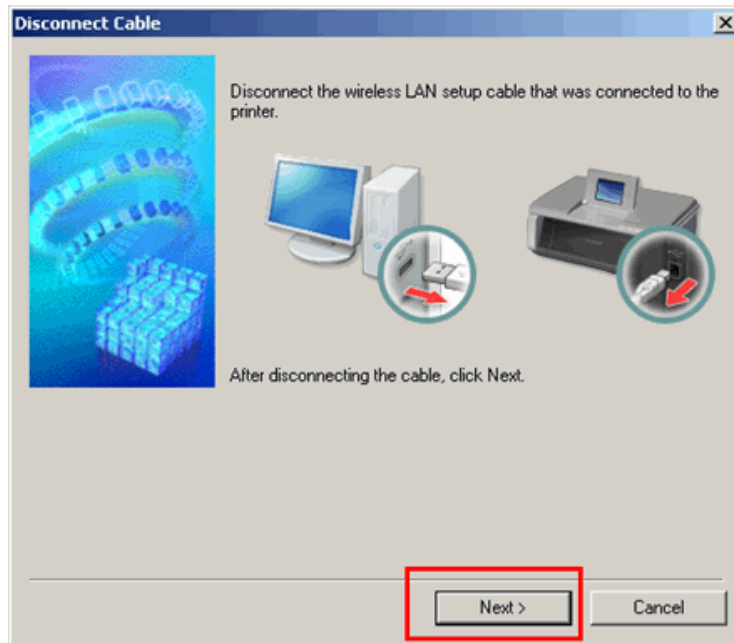 Disconnect Cable
Disconnect the wireless LAN setup cable that was connected to the
printer.
After disconnecting the cable, click Next.
Next >
Cancel